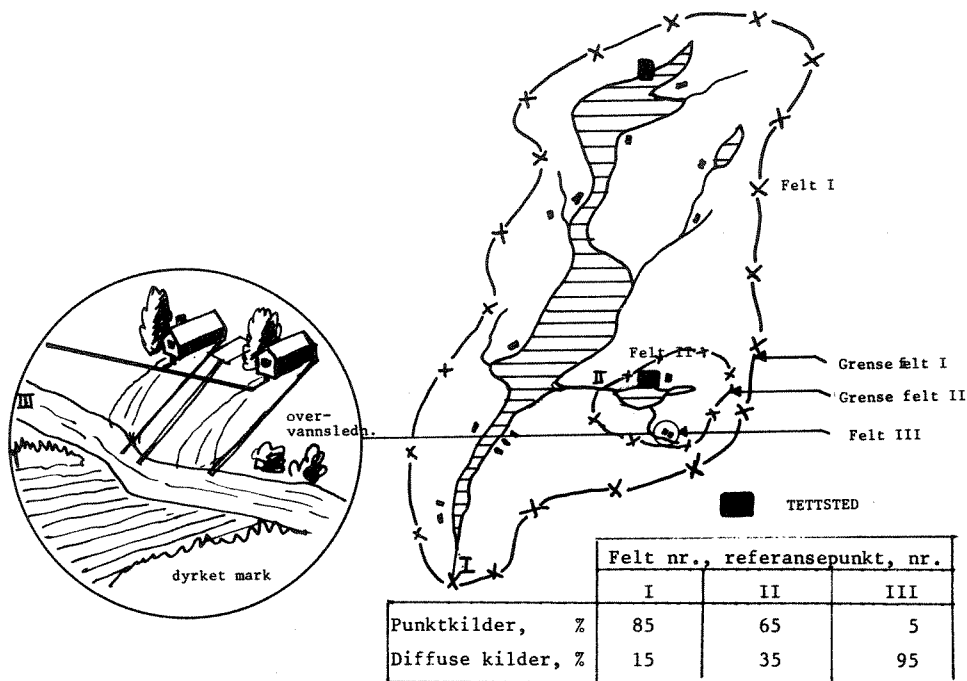 Felt I
Felt II
II
Grense felt I
Grense felt II
Felt III
III
over-
vannsledn.
dyrket mark
I
TETTSTED
Felt nr., referansepunkt, nr.
I II III
Punktkilder, % 85 65 5
Diffuse kilder, % 15 35 95